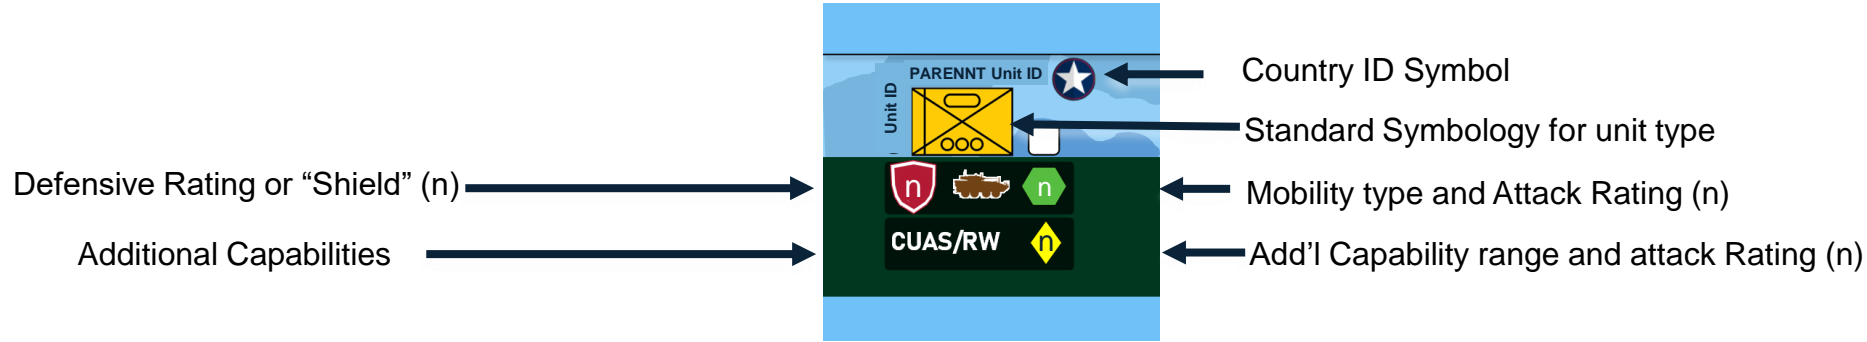 PARENNT Unit ID
Unit ID
Country ID Symbol
Standard Symbology for unit type
Defensive Rating or “Shield” (n)
n
n
Mobility type and Attack Rating (n)
Additional Capabilities
CUAS/RW
n
Add’l Capability range and attack Rating (n)